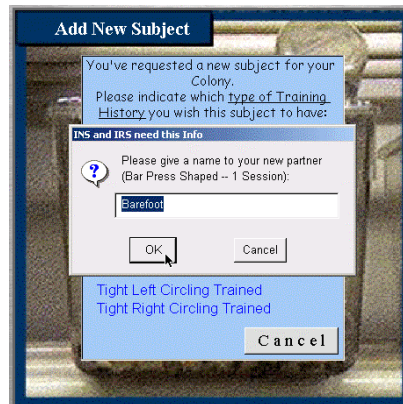 Add New Subject
You've requested a new subject for your
Colony.
Please indicate which type of Training
History you wish this subject to have:
INS and IRS need this Info
Please give a name to your new partner
(Bar Press Shaped -- 1 Session):
Barefoot
OK
Cancel
Tight Left Circling Trained
Tight Right Circling Trained
Cancel